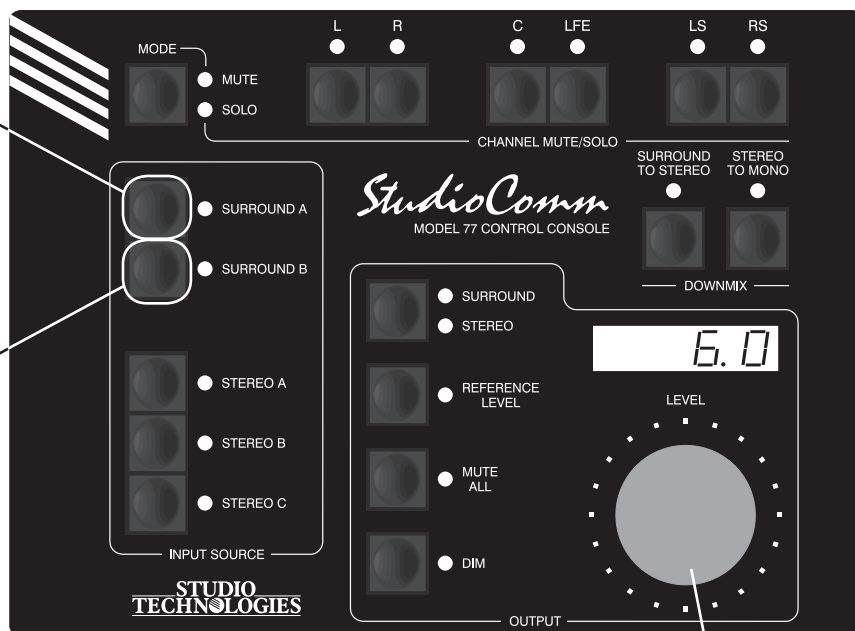 L R C LFE LS RS
MODE
MUTE
SOLO
CHANNEL MUTE/SOLO
SURROUND
TO STEREO
STEREO
TO MONO
SURROUND A
StudioComm
MODEL 77 CONTROL CONSOLE
SURROUND B
DOWNMIX
SURROUND
STEREO
6.0
STEREO A
REFERENCE
LEVEL
LEVEL
STEREO B
MUTE
ALL
STEREO C
INPUT SOURCE
DIM
STUDIO
TECHNOLOGIES
OUTPUT